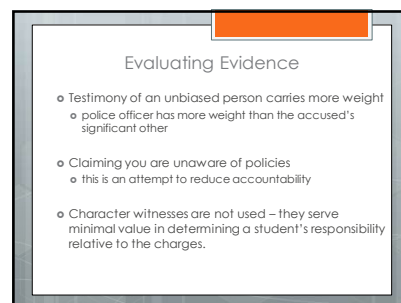 Evaluating Evidence
Testimony of an unbiased person carries more weight
police officer has more weight than the accused's
significant other
Claiming you are unaware of policies
this is an attempt to reduce accountability
Character witnesses are not used – they serve
minimal value in determining a student's responsibility
relative to the charges.